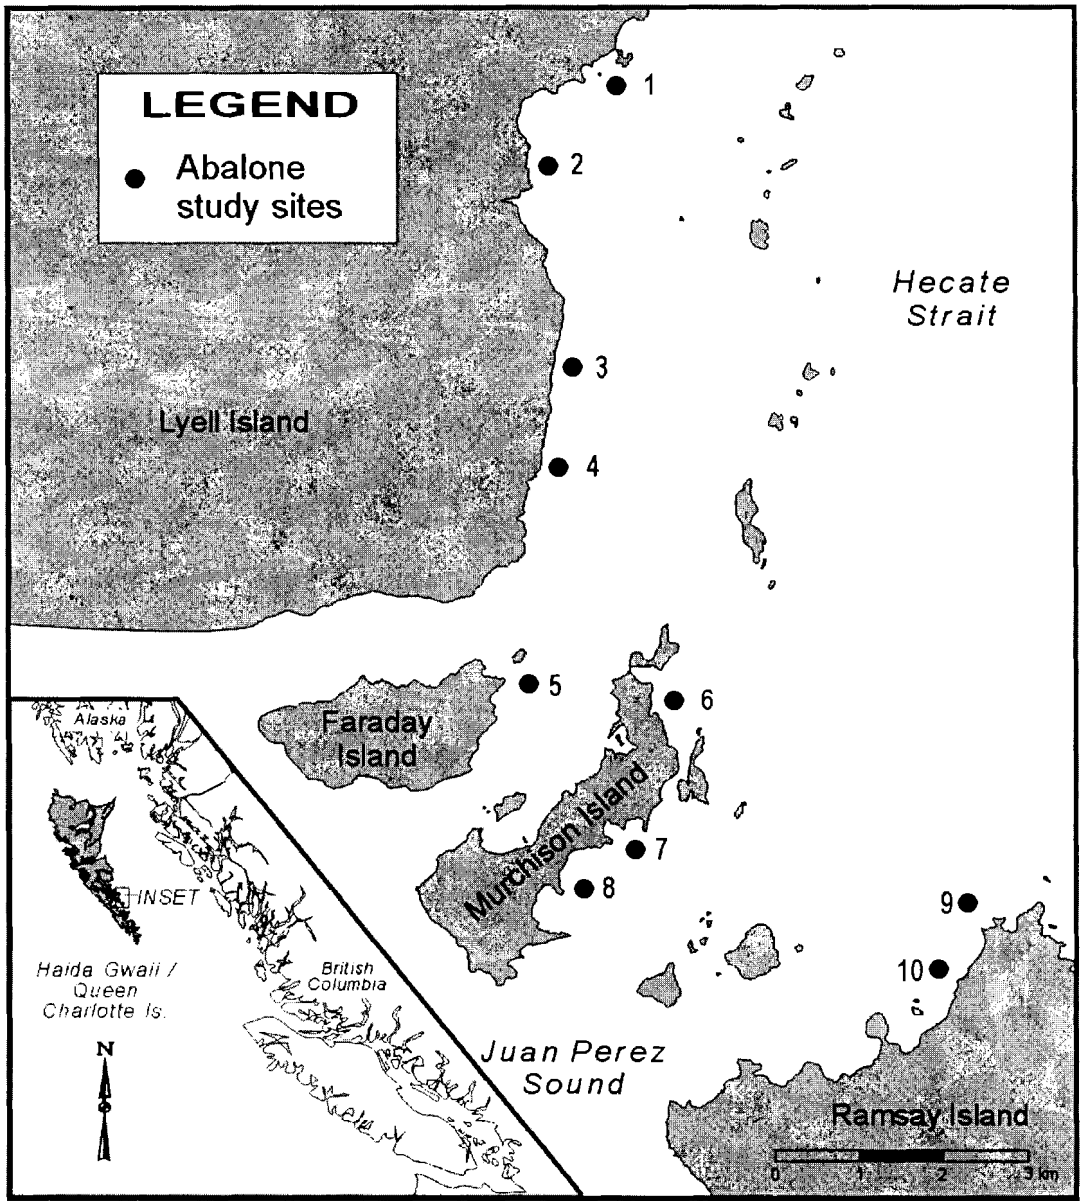 LEGEND
Abalone
study sites
1
2
Hecate
Strait
3
Lyell Island
4
5
6
Faraday
Island
Murchison Island
7
8
9
10
Alaska
INSET
Haida Gwaii /
Queen
Charlotte Is.
British
Columbia
N
Juan Perez
Sound
Ramsay Island
0 1 2 3 km